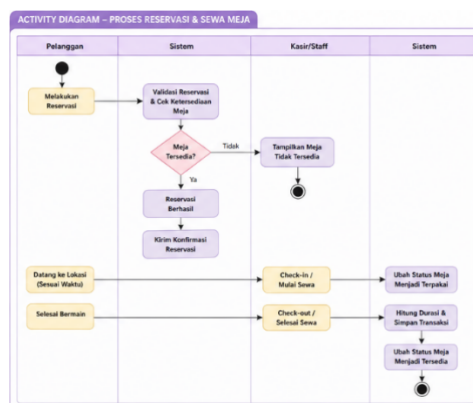 ACTIVITY DIAGRAM – PROSES RESERVASI & SEWA MEJA
Pelanggan
Sistem
Kasir/Staff
Sistem
Melakukan
Reservasi
Validasi Reservasi
& Cek Ketersediaan
Meja
Meja
Tersedia?
Tidak
Tampilkan Meja
Tidak Tersedia
Ya
Reservasi
Berhasil
Kirim Konfirmasi
Reservasi
Datang ke Lokasi
(Sesuai Waktu)
Check-in /
Mulai Sewa
Ubah Status Meja
Menjadi Terpakai
Selesai Bermain
Check-out /
Selesai Sewa
Hitung Durasi &
Simpan Transaksi
Ubah Status Meja
Menjadi Tersedia